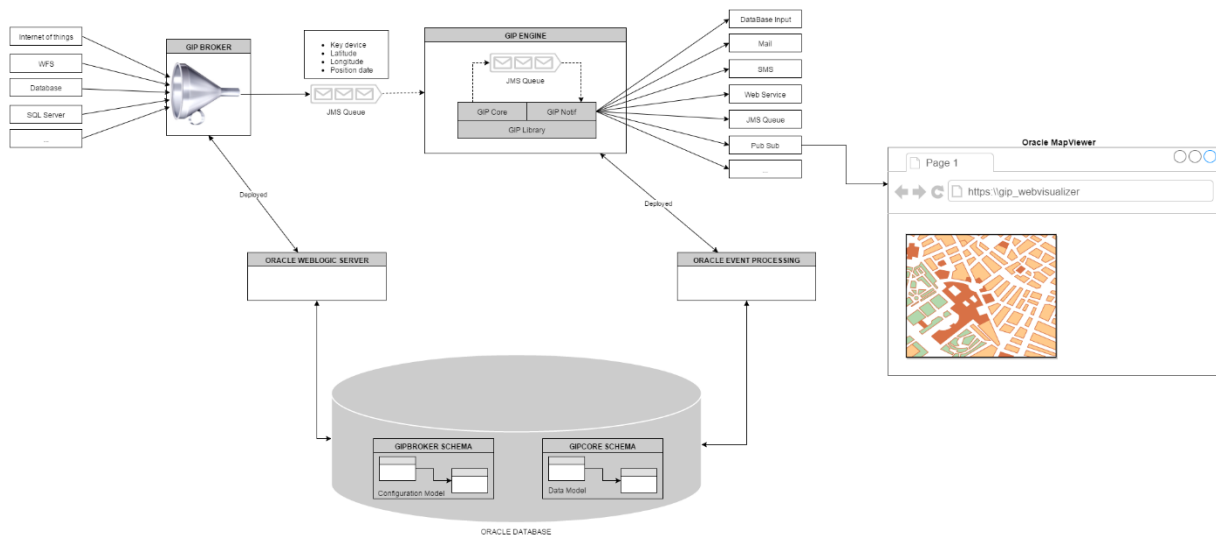 Internet of things
WFS
Database
SQL Server
...
GIP BROKER
Key device
Latitude
Longitude
Position date
JMS Queue
GIP ENGINE
JMS Queue
GIP Core
GIP Notif
GIP Library
DataBase Input
Mail
SMS
Web Service
JMS Queue
Pub Sub
...
Oracle MapViewer
Page 1
https:\\gip_webvisualizer
Deployed
Deployed
ORACLE WEBLOGIC SERVER
ORACLE EVENT PROCESSING
GIPBROKER SCHEMA
Configuration Model
GIPCORE SCHEMA
Data Model
ORACLE DATABASE